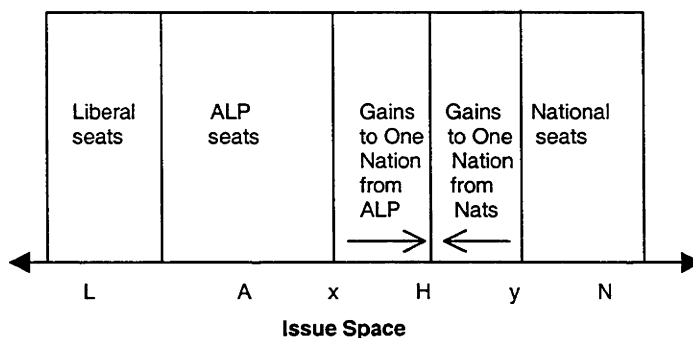 Liberal
seats
ALP
seats
Gains
to One
Nation
from
ALP
Gains
to One
Nation
from
Nats
National
seats
L A x H y N
Issue Space